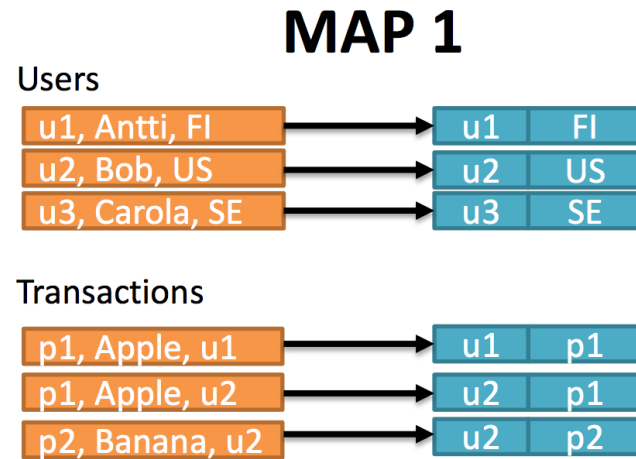 MAP 1
Users
u1, Antti, FI u1 FI
u2, Bob, US u2 US
u3, Carola, SE u3 SE
Transactions
p1, Apple, u1 u1 p1
p1, Apple, u2 u2 p1
p2, Banana, u2 u2 p2